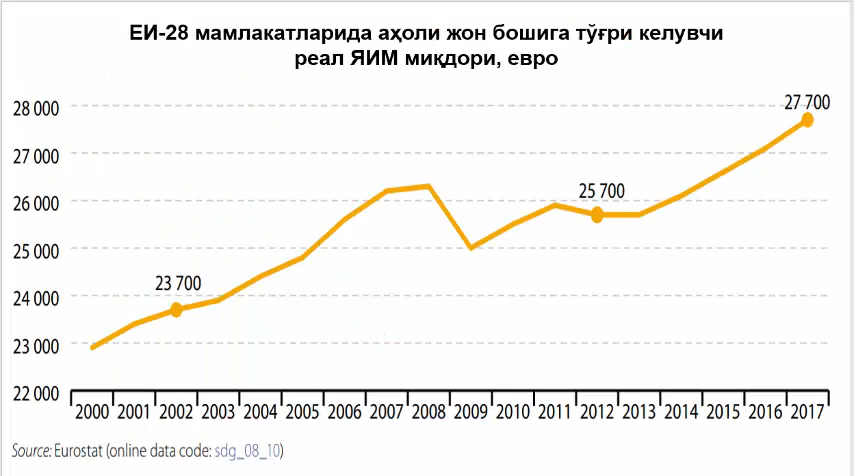 ЕИ-28 мамлакатларида аҳоли жон бошига тўғри келувчи
реал ЯИМ миқдори, евро
28 000
27 700
27 000
26 000
25 700
25 000
24 000
23 700
23 000
22 000
2000 2001 2002 2003 2004 2005 2006 2007 2008 2009 2010 2011 2012 2013 2014 2015 2016 2017
Source: Eurostat (online data code: sdg_08_10)